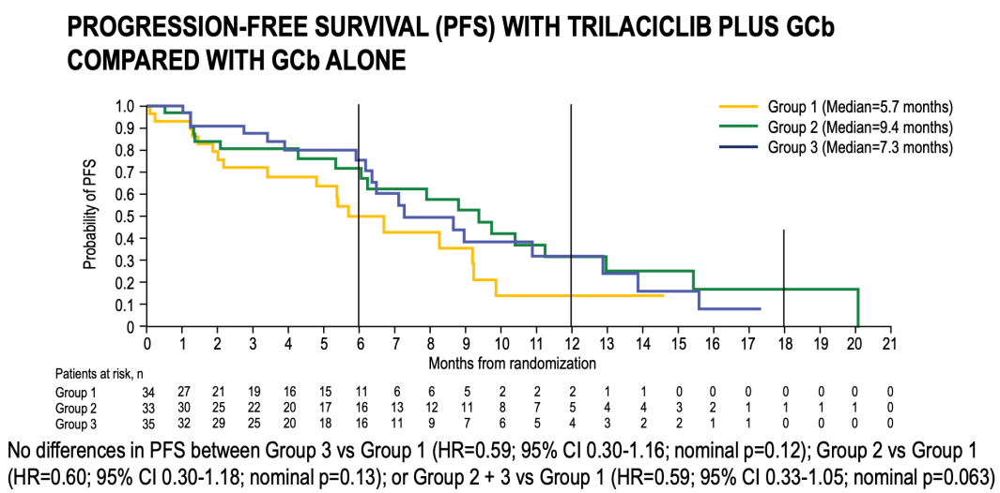 PROGRESSION-FREE SURVIVAL (PFS) WITH TRILACICLIB PLUS GCb
COMPARED WITH GCb ALONE
Group 1 (Median=5.7 months)
Group 2 (Median=9.4 months)
Group 3 (Median=7.3 months)
Probability of PFS
1.0
0.9
0.8
0.7
0.6
0.5
0.4
0.3
0.2
0.1
0
0 1 2 3 4 5 6 7 8 9 10 11 12 13 14 15 16 17 18 19 20 21
Months from randomization
Patients at risk, n
Group 1 34 27 21 19 16 15 11 6 6 5 2 2 2 1 1 0 0 0 0 0 0 0
Group 2 33 30 25 22 20 17 16 13 12 11 8 7 5 4 4 3 2 1 1 1 1 0
Group 3 35 32 29 25 20 18 16 11 9 7 6 5 4 3 2 2 1 1 0 0 0 0
No differences in PFS between Group 3 vs Group 1 (HR=0.59; 95% CI 0.30-1.16; nominal p=0.12); Group 2 vs Group 1
(HR=0.60; 95% CI 0.30-1.18; nominal p=0.13); or Group 2 + 3 vs Group 1 (HR=0.59; 95% CI 0.33-1.05; nominal p=0.063)